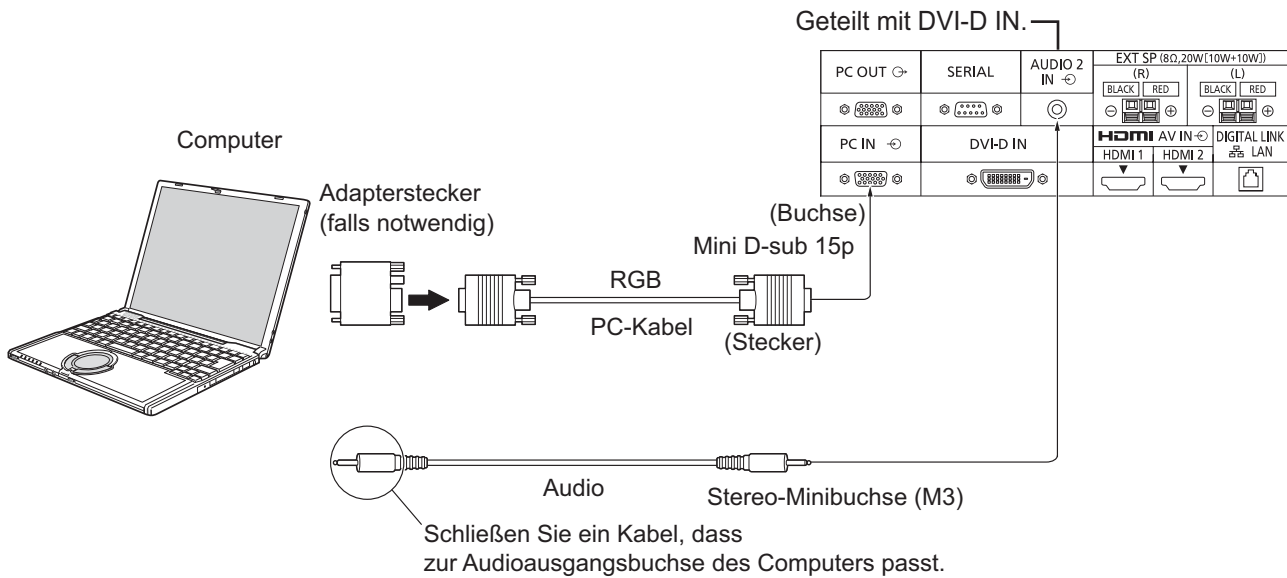 Geteilt mit DVI-D IN.
PC OUT
SERIAL
AUDIO 2
IN
EXT SP (8Ω,20W[10W+10W])
(R)
(L)
BLACK
RED
BLACK
RED
PC IN
DVI-D IN
HDMI AV IN
DIGITAL LINK
LAN
HDMI 1
HDMI 2
Computer
Adapterstecker
(falls notwendig)
(Buchse)
Mini D-sub 15p
RGB
PC-Kabel
(Stecker)
Audio
Stereo-Minibuchse (M3)
Schließen Sie ein Kabel, dass
zur Audioausgangsbuchse des Computers passt.